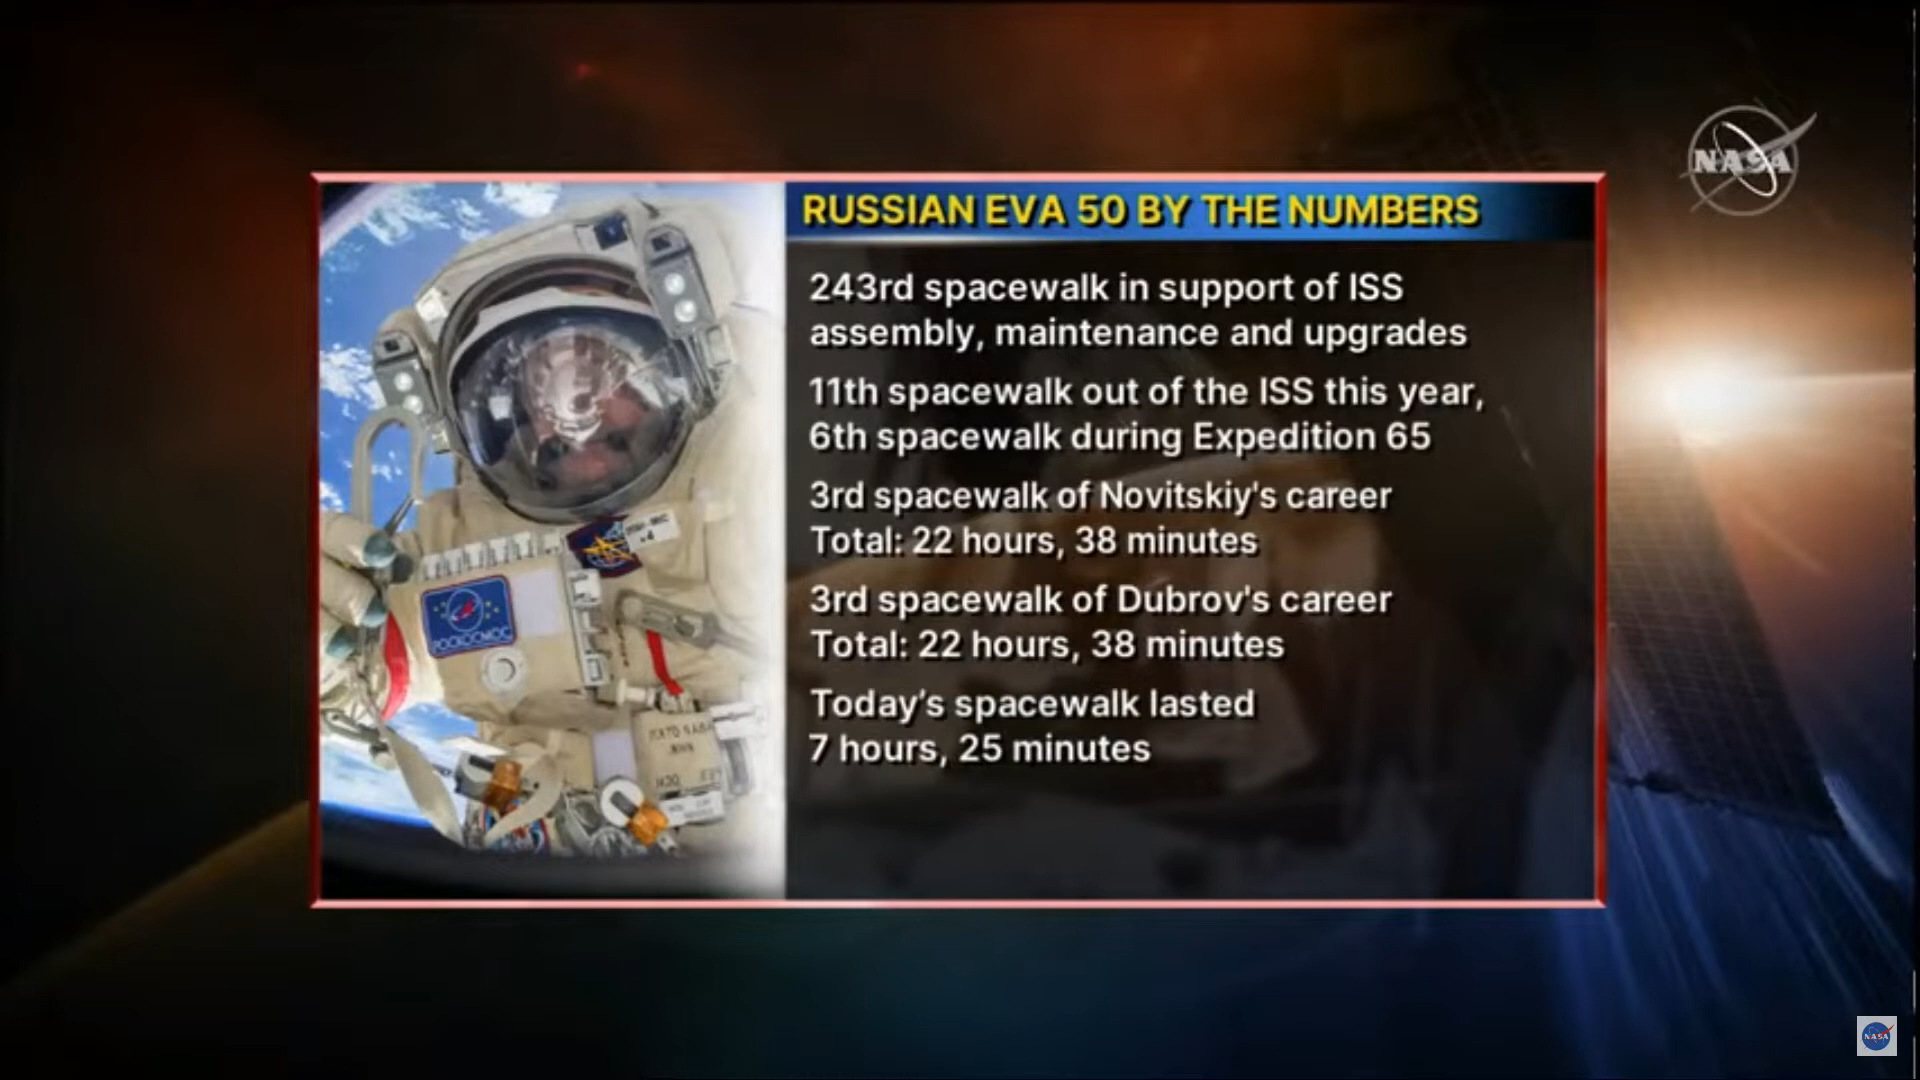 NASA
RUSSIAN EVA 50 BY THE NUMBERS
243rd spacewalk in support of ISS
assembly, maintenance and upgrades
11th spacewalk out of the ISS this year,
6th spacewalk during Expedition 65
3rd spacewalk of Novitskiy's career
Total: 22 hours, 38 minutes
3rd spacewalk of Dubrov's career
Total: 22 hours, 38 minutes
Today’s spacewalk lasted
7 hours, 25 minutes
РОСКОСМОС
NASA